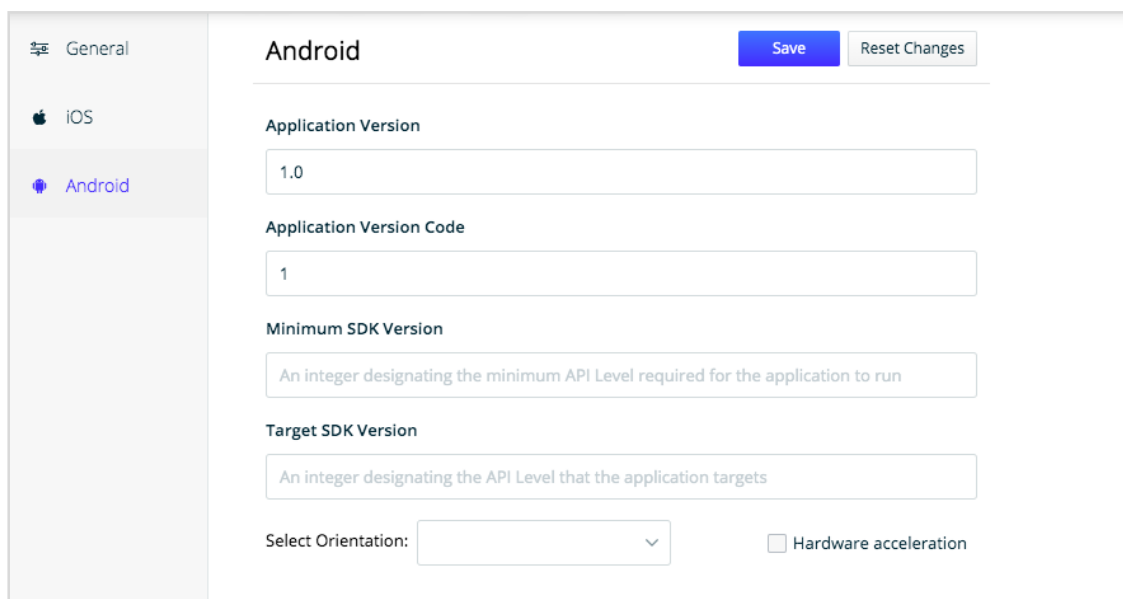 General
iOS
Android
Android
Save
Reset Changes
Application Version
1.0
Application Version Code
1
Minimum SDK Version
An integer designating the minimum API Level required for the application to run
Target SDK Version
An integer designating the API Level that the application targets
Select Orientation:
Hardware acceleration